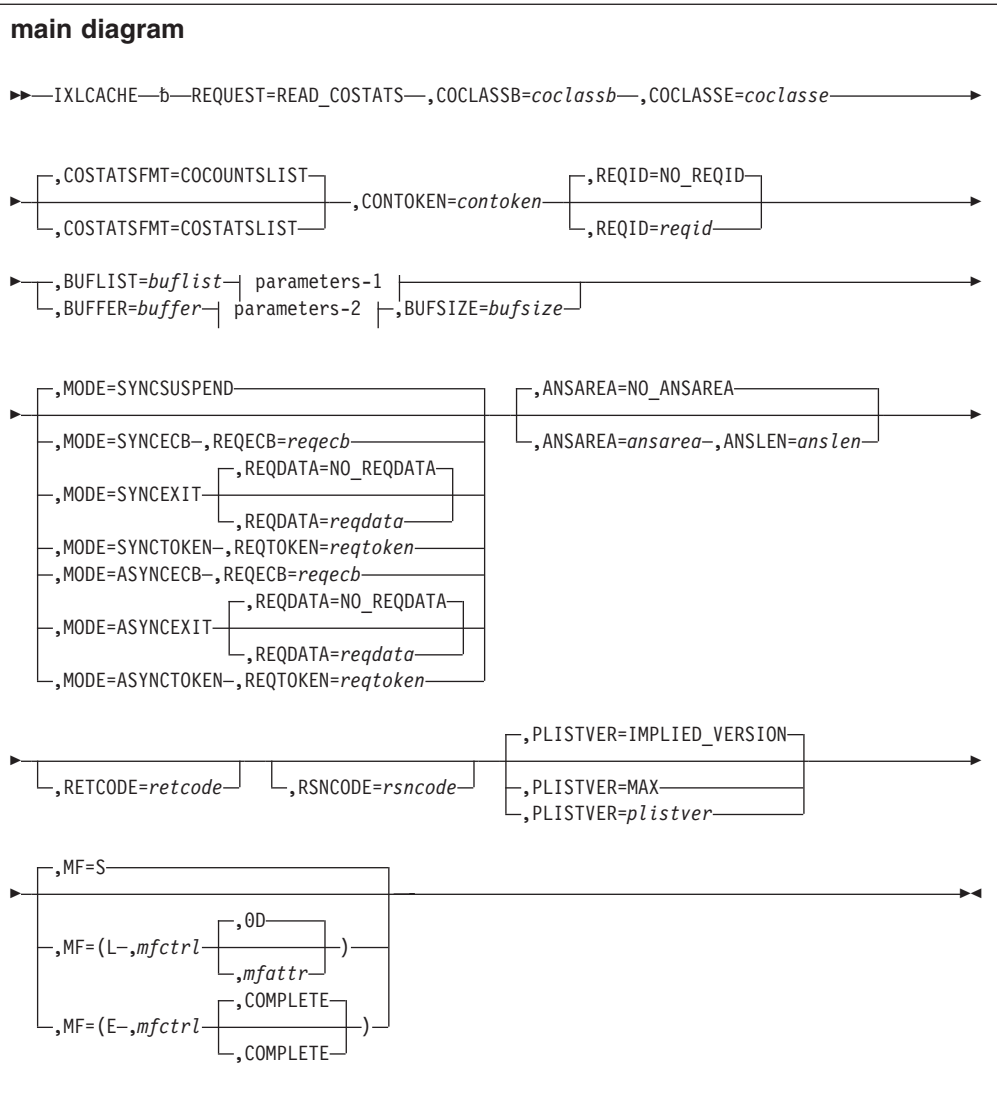 main diagram
IXLCACHE ƀ REQUEST=READ_COSTATS ,COCLASSB=coclassb ,COCLASSE=coclasse
,COSTATSFMT=COCOUNTSLIST ,REQID=NO_REQID
,CONTOKEN=contoken
,COSTATSFMT=COSTATSLIST ,REQID=reqid
,BUFLIST=buflist parameters-1
,BUFFER=buffer parameters-2 ,BUFSIZE=bufsize
,MODE=SYNCSUSPEND ,ANSAREA=NO_ANSAREA
,MODE=SYNCECB ,REQECB=reqecb ,ANSAREA=ansarea ,ANSLEN=anslen
,REQDATA=NO_REQDATA
,MODE=SYNCEXIT
,REQDATA=reqdata
,MODE=SYNCTOKEN ,REQTOKEN=reqtoken
,MODE=ASYNCECB ,REQECB=reqecb
,REQDATA=NO_REQDATA
,MODE=ASYNCEXIT
,REQDATA=reqdata
,MODE=ASYNCTOKEN ,REQTOKEN=reqtoken
,PLISTVER=IMPLIED_VERSION
,RETCODE=retcode ,RSNCODE=rsncode ,PLISTVER=MAX
,PLISTVER=plistver
,MF=S
,0D
,MF=(L ,mfctrl )
,mfattr
,COMPLETE
,MF=(E ,mfctrl )
,COMPLETE